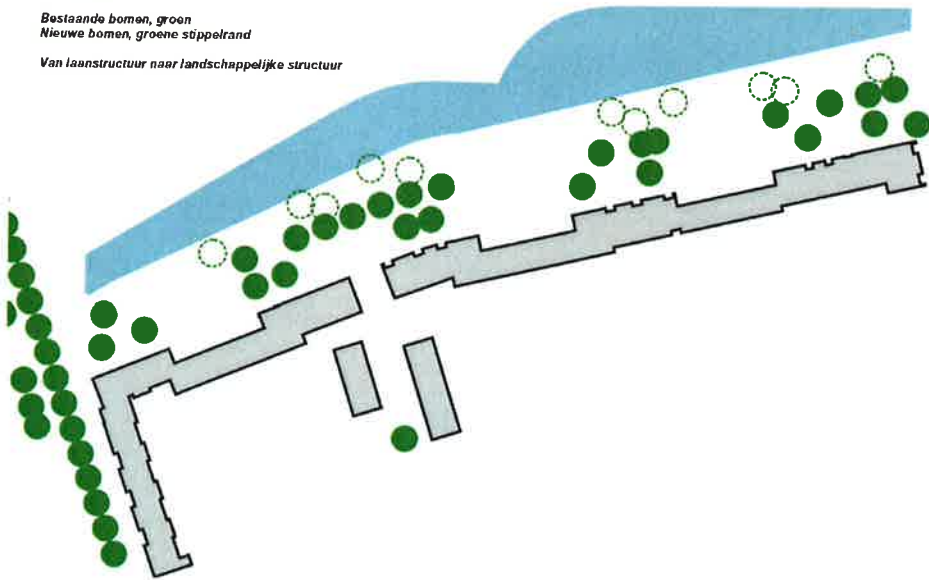 Bestaande bomen, groen
Nieuwe bomen, groene stippelrand
Van laanstructuur naar landschappelijke structuur